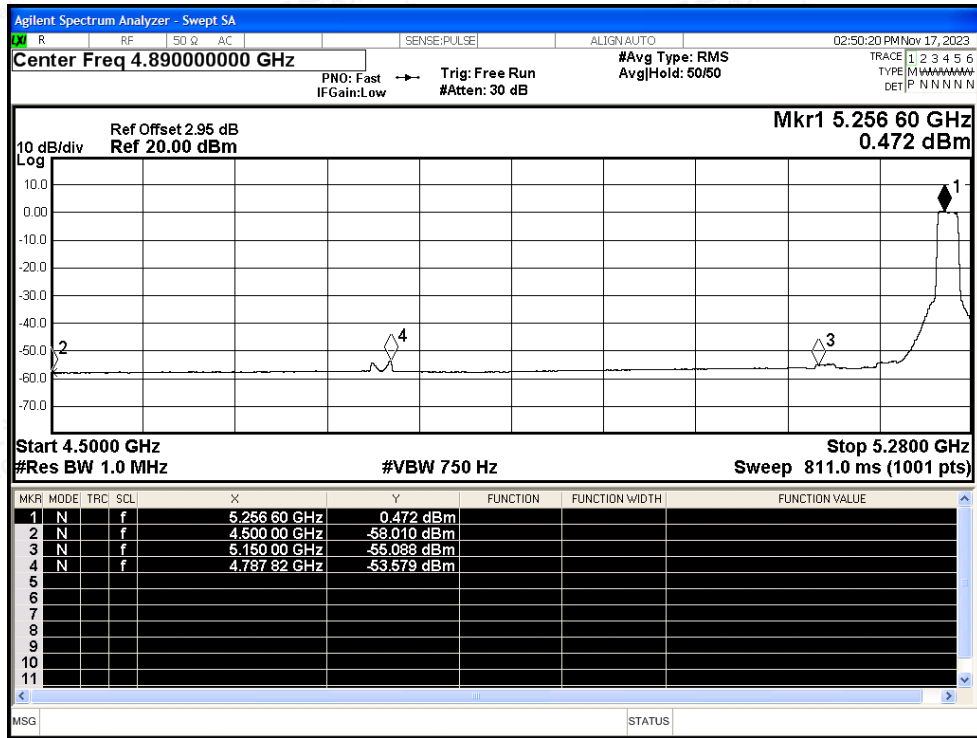 Agilent Spectrum Analyzer - Swept SA
LXI R RF 50 Ω AC SENSE:PULSE ALIGN AUTO 02:50:20 PM Nov 17, 2023
Center Freq 4.890000000 GHz
PNO: Fast
IFGain:Low
Trig: Free Run
#Atten: 30 dB
#Avg Type: RMS
Avg|Hold: 50/50
TRACE 1 2 3 4 5 6
TYPE M
DET P N N N N N
Mkr1 5.256 60 GHz
0.472 dBm
Ref Offset 2.95 dB
10 dB/div Ref 20.00 dBm
Log
10.0
0.00
-10.0
-20.0
-30.0
-40.0
-50.0
-60.0
-70.0
1
2
4
3
Start 4.5000 GHz Stop 5.2800 GHz
#Res BW 1.0 MHz #VBW 750 Hz Sweep 811.0 ms (1001 pts)
MKR MODE TRC SCL X Y FUNCTION FUNCTION WIDTH FUNCTION VALUE
1 N f 5.256 60 GHz 0.472 dBm
2 N f 4.500 00 GHz -58.010 dBm
3 N f 5.150 00 GHz -55.088 dBm
4 N f 4.787 82 GHz -53.579 dBm
5
6
7
8
9
10
11
MSG STATUS